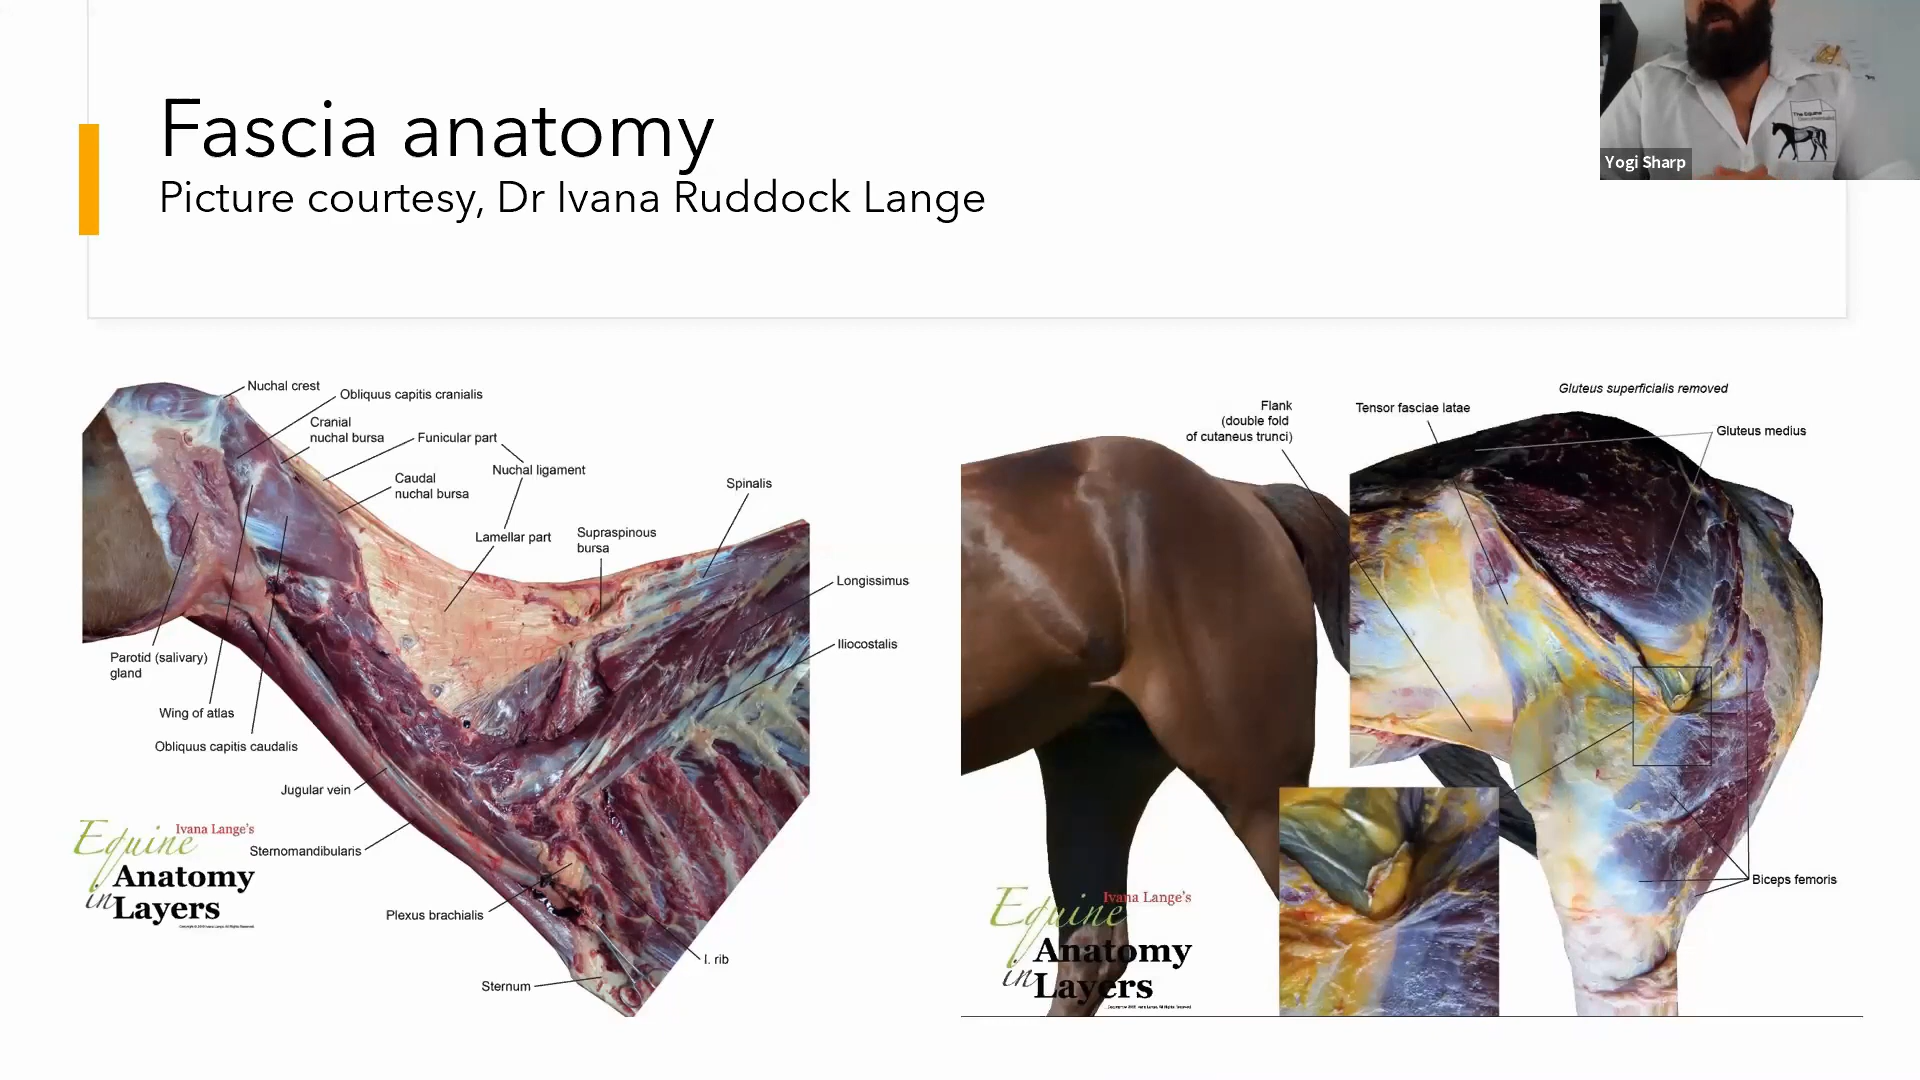 Fascia anatomy
Picture courtesy, Dr Ivana Ruddock Lange
Yogi Sharp
The Equine
Nuchal crest
Obliquus capitis cranialis
Cranial
nuchal bursa
Funicular part
Nuchal ligament
Caudal
nuchal bursa
Lamellar part
Supraspinous
bursa
Spinalis
Longissimus
Iliocostalis
Parotid (salivary)
gland
Wing of atlas
Obliquus capitis caudalis
Jugular vein
Sternomandibularis
Plexus brachialis
Sternum
I. rib
Ivana Lange's
Equine
Anatomy
in Layers
Gluteus superficialis removed
Flank
(double fold
of cutaneus trunci)
Tensor fasciae latae
Gluteus medius
Biceps femoris
Ivana Lange's
Equine
Anatomy
in Layers